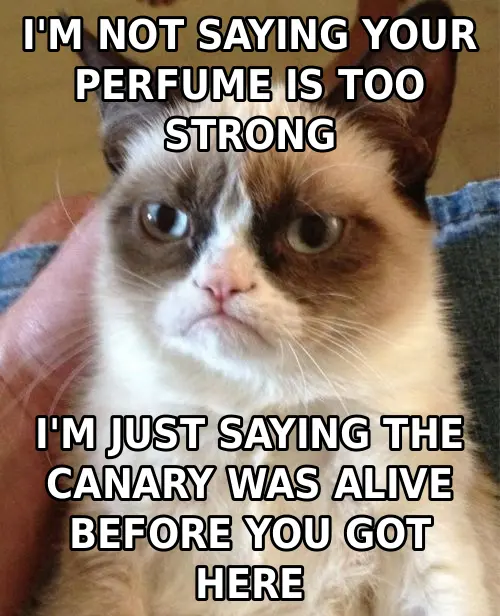 I'M NOT SAYING YOUR
PERFUME IS TOO
STRONG
I'M JUST SAYING THE
CANARY WAS ALIVE
BEFORE YOU GOT
HERE